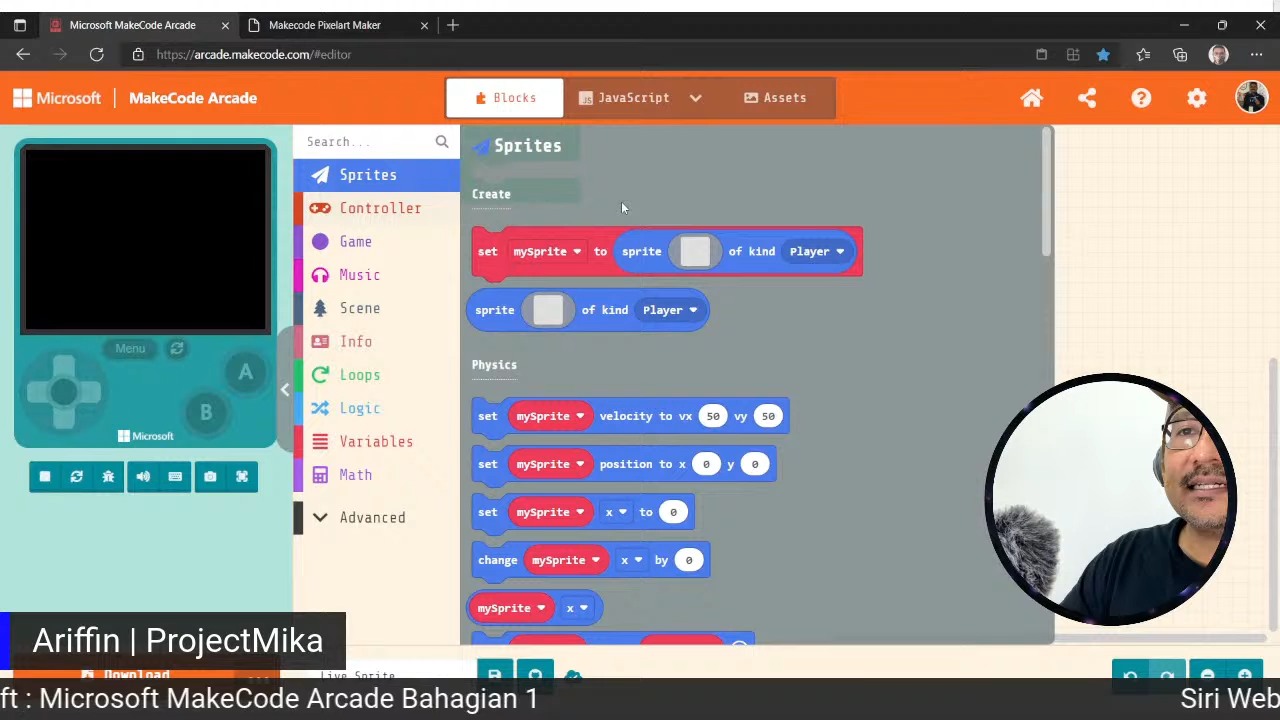 Microsoft MakeCode Arcade
Makecode Pixelart Maker
https://arcade.makecode.com/#editor
Microsoft
MakeCode Arcade
Blocks
JavaScript
Assets
Search...
Sprites
Controller
Game
Music
Scene
Info
Loops
Logic
Variables
Math
Advanced
Menu
A
B
Microsoft
Sprites
Create
set mySprite to sprite of kind Player
sprite of kind Player
Physics
set mySprite velocity to vx 50 vy 50
set mySprite position to x 0 y 0
set mySprite x to 0
change mySprite x by 0
mySprite x
Ariffin | ProjectMika
Download
Live Sprite
ft : Microsoft MakeCode Arcade Bahagian 1
Siri Web